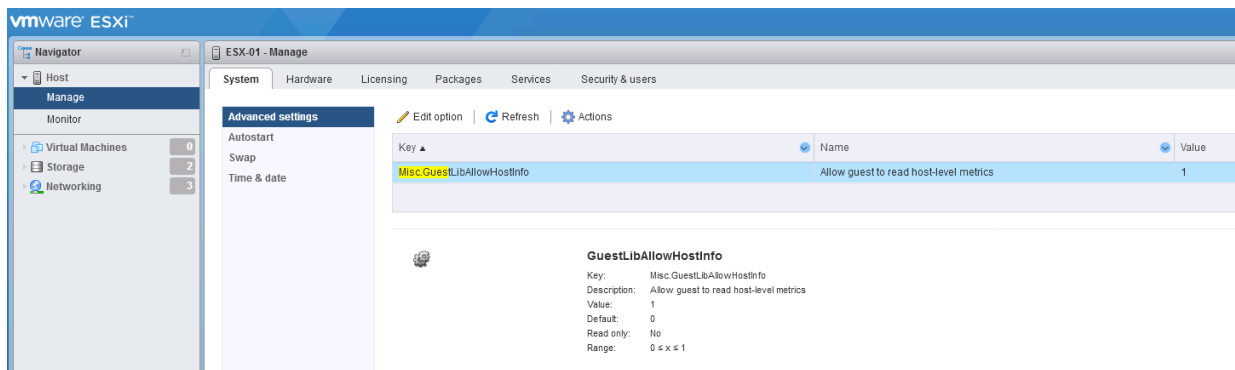 vmware ESXi™
Navigator
ESX-01 - Manage
Host
Manage
Monitor
Virtual Machines 0
Storage 2
Networking 3
System Hardware Licensing Packages Services Security & users
Advanced settings
Autostart
Swap
Time & date
Edit option | Refresh | Actions
Key ▲ Name Value
Misc.GuestLibAllowHostInfo Allow guest to read host-level metrics 1
GuestLibAllowHostInfo
Key: Misc.GuestLibAllowHostInfo
Description: Allow guest to read host-level metrics
Value: 1
Default: 0
Read only: No
Range: 0 ≤ x ≤ 1